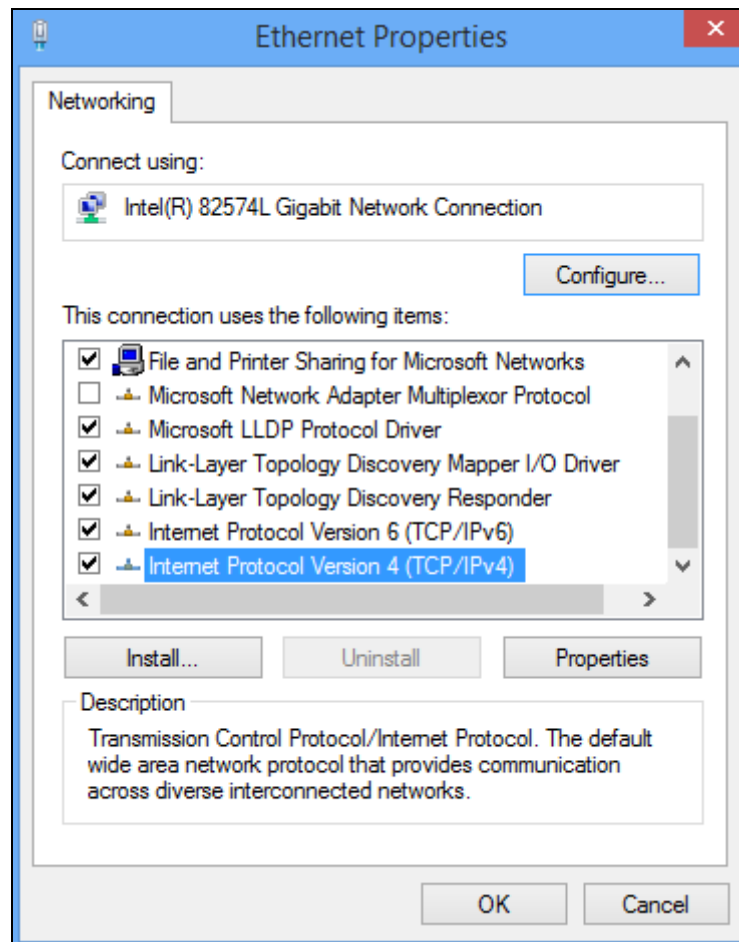 Ethernet Properties
Networking
Connect using:
Intel(R) 82574L Gigabit Network Connection
Configure...
This connection uses the following items:
File and Printer Sharing for Microsoft Networks
Microsoft Network Adapter Multiplexor Protocol
Microsoft LLDP Protocol Driver
Link-Layer Topology Discovery Mapper I/O Driver
Link-Layer Topology Discovery Responder
Internet Protocol Version 6 (TCP/IPv6)
Internet Protocol Version 4 (TCP/IPv4)
Install... Uninstall Properties
Description
Transmission Control Protocol/Internet Protocol. The default
wide area network protocol that provides communication
across diverse interconnected networks.
OK Cancel